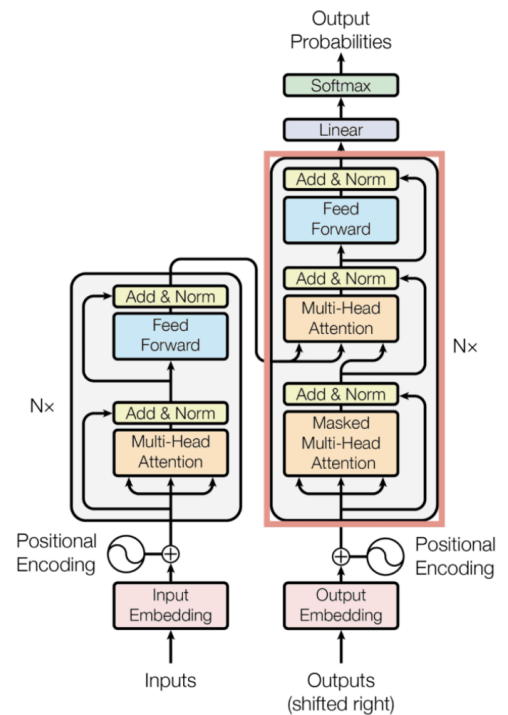 Output
Probabilities
Softmax
Linear
Add & Norm
Feed
Forward
Add & Norm
Multi-Head
Attention
Add & Norm
Masked
Multi-Head
Attention
N×
Add & Norm
Feed
Forward
Add & Norm
Multi-Head
Attention
N×
Positional
Encoding
Input
Embedding
Inputs
Positional
Encoding
Output
Embedding
Outputs
(shifted right)